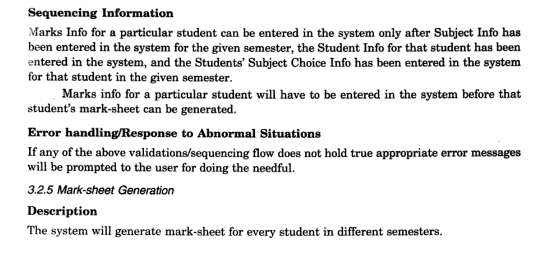 Sequencing Information
Marks Info for a particular student can be entered in the system only after Subject Info has
been entered in the system for the given semester, the Student Info for that student has been
entered in the system, and the Students' Subject Choice Info has been entered in the system
for that student in the given semester.
Marks info for a particular student will have to be entered in the system before that
student's mark-sheet can be generated.
Error handling/Response to Abnormal Situations
If any of the above validations/sequencing flow does not hold true appropriate error messages
will be prompted to the user for doing the needful.
3.2.5 Mark-sheet Generation
Description
The system will generate mark-sheet for every student in different semesters.